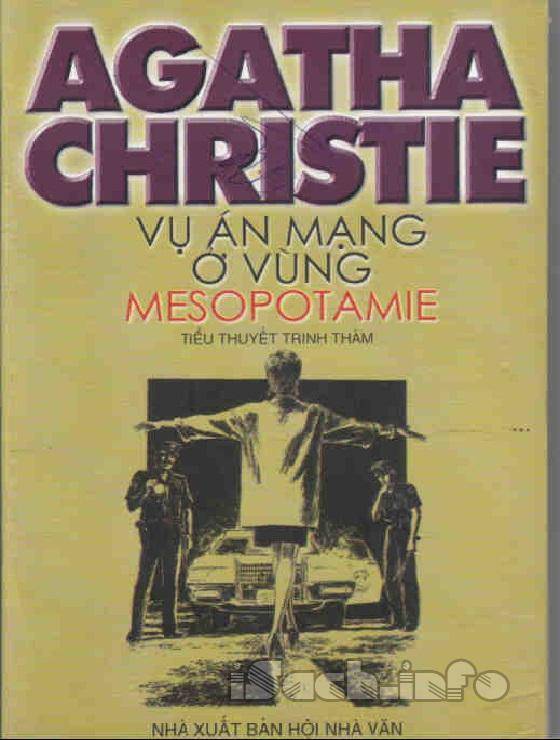 AGATHA
CHRISTIE
VỤ ÁN MẠNG
Ở VÙNG
MESOPOTAMIE
TIỂU THUYẾT TRINH THÁM
iSach.info
NHÀ XUẤT BẢN HỘI NHÀ VĂN